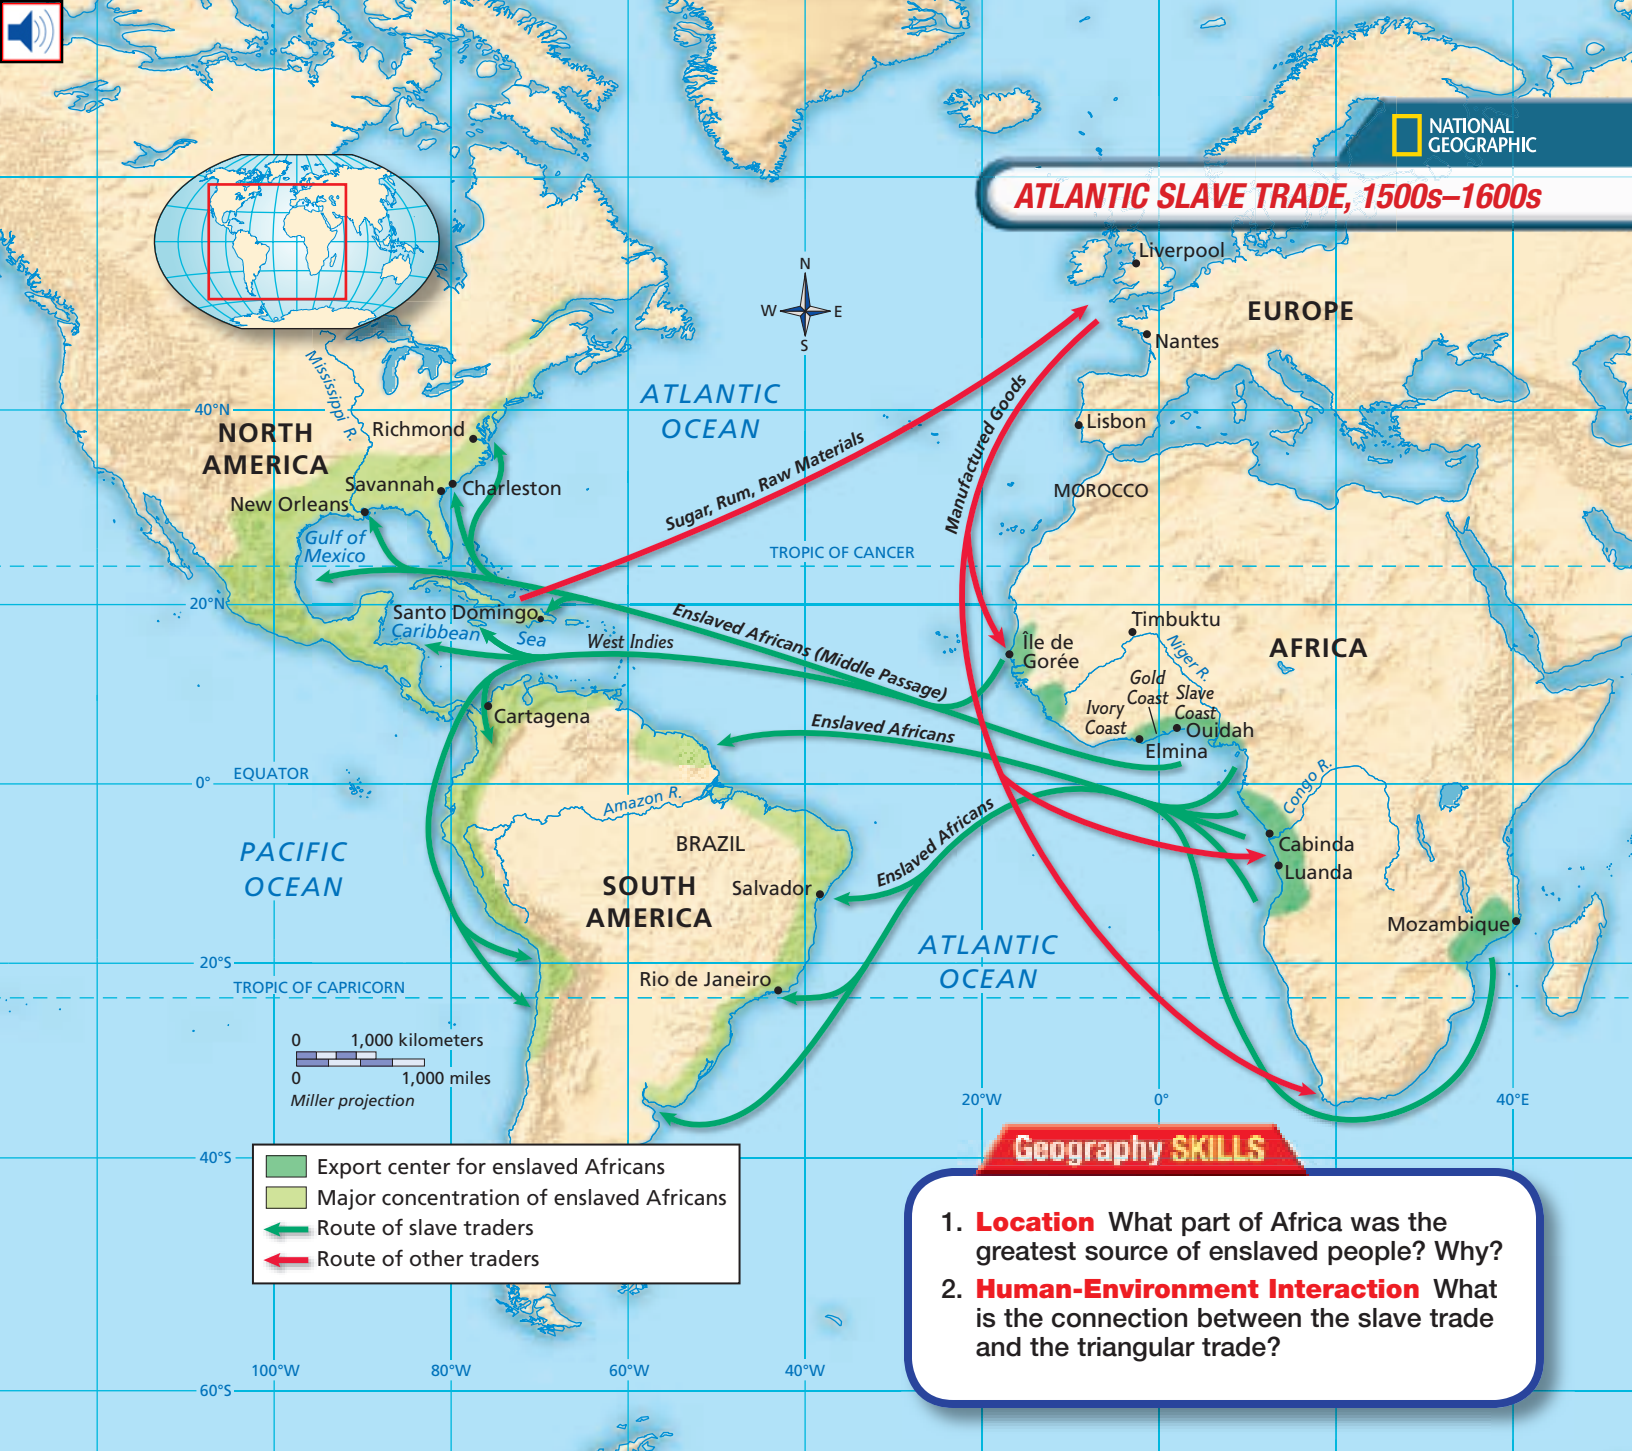 NATIONAL
GEOGRAPHIC
ATLANTIC SLAVE TRADE, 1500s–1600s
Liverpool
N
W E
S
EUROPE
Nantes
Mississippi R.
ATLANTIC
OCEAN
Manufactured Goods
40°N
Lisbon
NORTH
AMERICA
Richmond
Sugar, Rum, Raw Materials
Savannah
Charleston
MOROCCO
New Orleans
Gulf of
Mexico
TROPIC OF CANCER
20°N
Santo Domingo
Caribbean Sea
West Indies
Enslaved Africans (Middle Passage)
Timbuktu
Niger R.
AFRICA
Île de
Gorée
Gold
Coast
Slave
Coast
Ivory
Coast
Ouidah
Elmina
Cartagena
Enslaved Africans
0°
EQUATOR
Congo R.
Amazon R.
BRAZIL
Enslaved Africans
Cabinda
Luanda
PACIFIC
OCEAN
SOUTH
AMERICA
Salvador
Mozambique
ATLANTIC
OCEAN
20°S
TROPIC OF CAPRICORN
Rio de Janeiro
0 1,000 kilometers
0 1,000 miles
Miller projection
20°W 0° 40°E
40°S
Export center for enslaved Africans
Major concentration of enslaved Africans
Route of slave traders
Route of other traders
Geography SKILLS
1. Location What part of Africa was the
greatest source of enslaved people? Why?
2. Human-Environment Interaction What
is the connection between the slave trade
and the triangular trade?
100°W 80°W 60°W 40°W
60°S